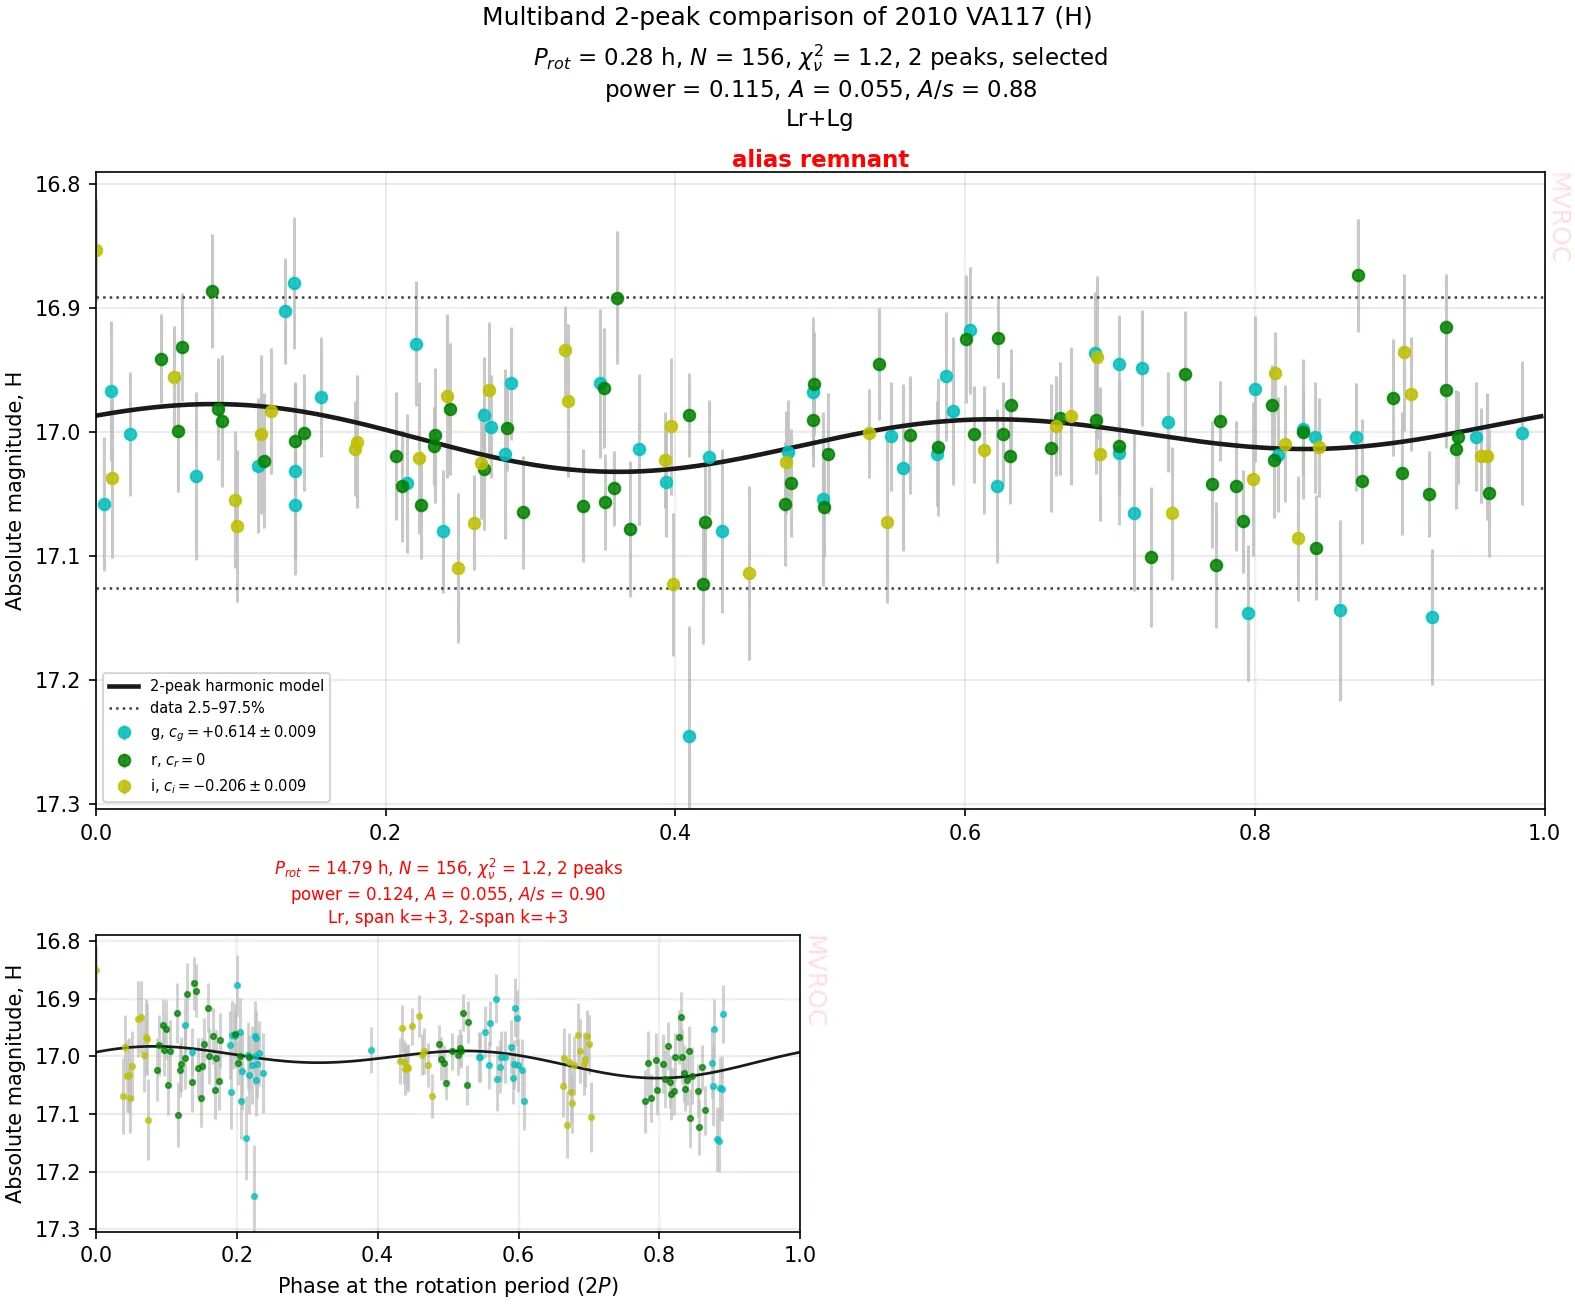 Multiband 2-peak comparison of 2010 VA117 (H)
P_rot = 0.28 h, N = 156, χ²_ν = 1.2, 2 peaks, selected
power = 0.115, A = 0.055, A/s = 0.88
Lr+Lg
alias remnant
MVROC
Absolute magnitude, H
16.8
16.9
17.0
17.1
17.2
17.3
2-peak harmonic model
data 2.5–97.5%
g, c_g = +0.614 ± 0.009
r, c_r = 0
i, c_i = −0.206 ± 0.009
0.0 0.2 0.4 0.6 0.8 1.0
P_rot = 14.79 h, N = 156, χ²_ν = 1.2, 2 peaks
power = 0.124, A = 0.055, A/s = 0.90
Lr, span k=+3, 2-span k=+3
MVROC
Absolute magnitude, H
16.8
16.9
17.0
17.1
17.2
17.3
0.0 0.2 0.4 0.6 0.8 1.0
Phase at the rotation period (2P)